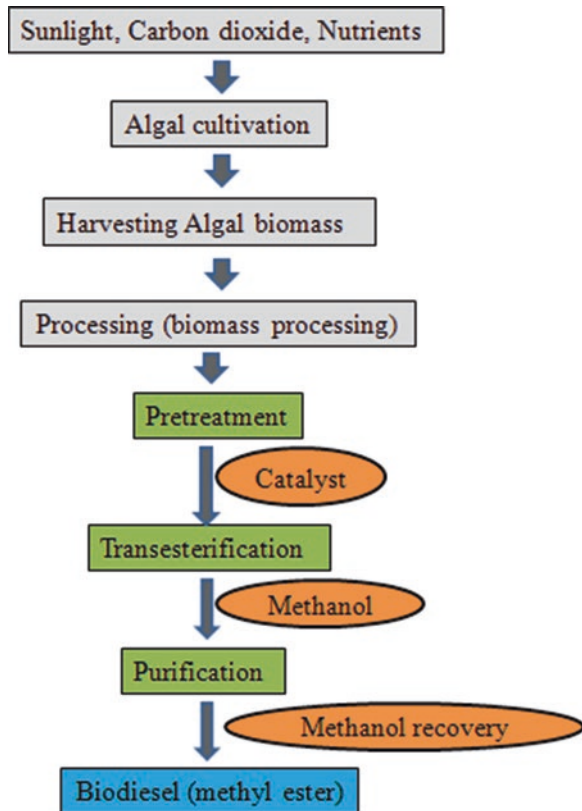 Sunlight, Carbon dioxide, Nutrients
Algal cultivation
Harvesting Algal biomass
Processing (biomass processing)
Pretreatment
Catalyst
Transesterification
Methanol
Purification
Methanol recovery
Biodiesel (methyl ester)